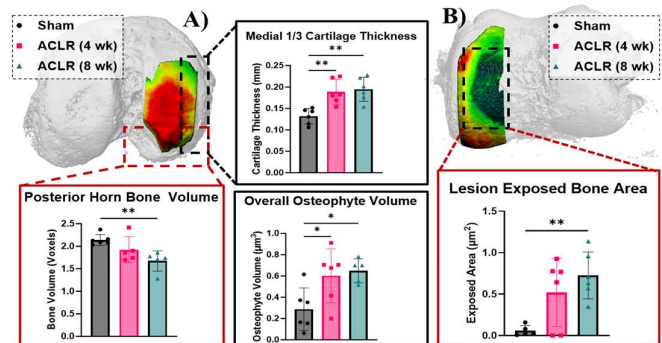 A)
Sham
ACLR (4 wk)
ACLR (8 wk)
Medial 1/3 Cartilage Thickness
Cartilage Thickness (mm)
0.25
0.20
0.15
0.10
0.05
0.00
**
**
Posterior Horn Bone Volume
Bone Volume (Voxels)
2.5
2.0
1.5
1.0
0.5
0.0
**
Overall Osteophyte Volume
Osteophyte Volume (μm³)
1.0
0.8
0.6
0.4
0.2
0.0
*
*
B)
Sham
ACLR (4 wk)
ACLR (8 wk)
Lesion Exposed Bone Area
Exposed Area (μm²)
1.5
1.0
0.5
0.0
**